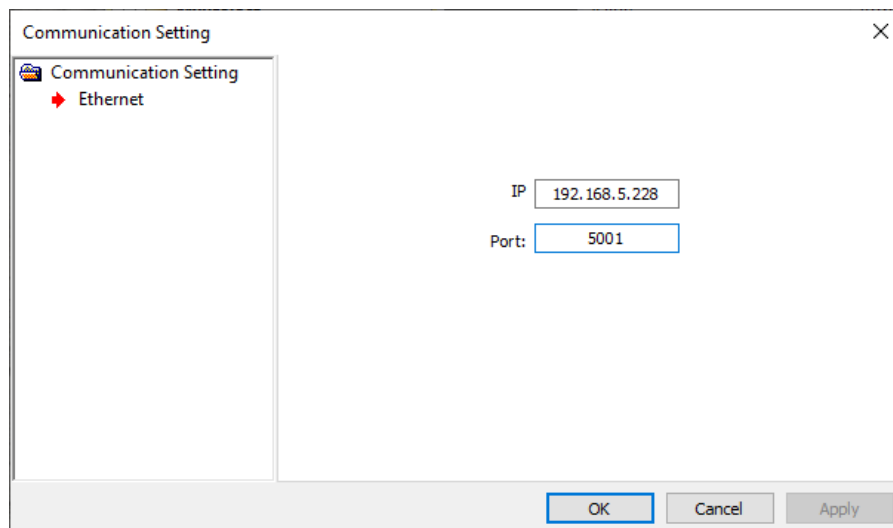 Communication Setting
Communication Setting
Ethernet
IP 192.168.5.228
Port: 5001
OK Cancel Apply